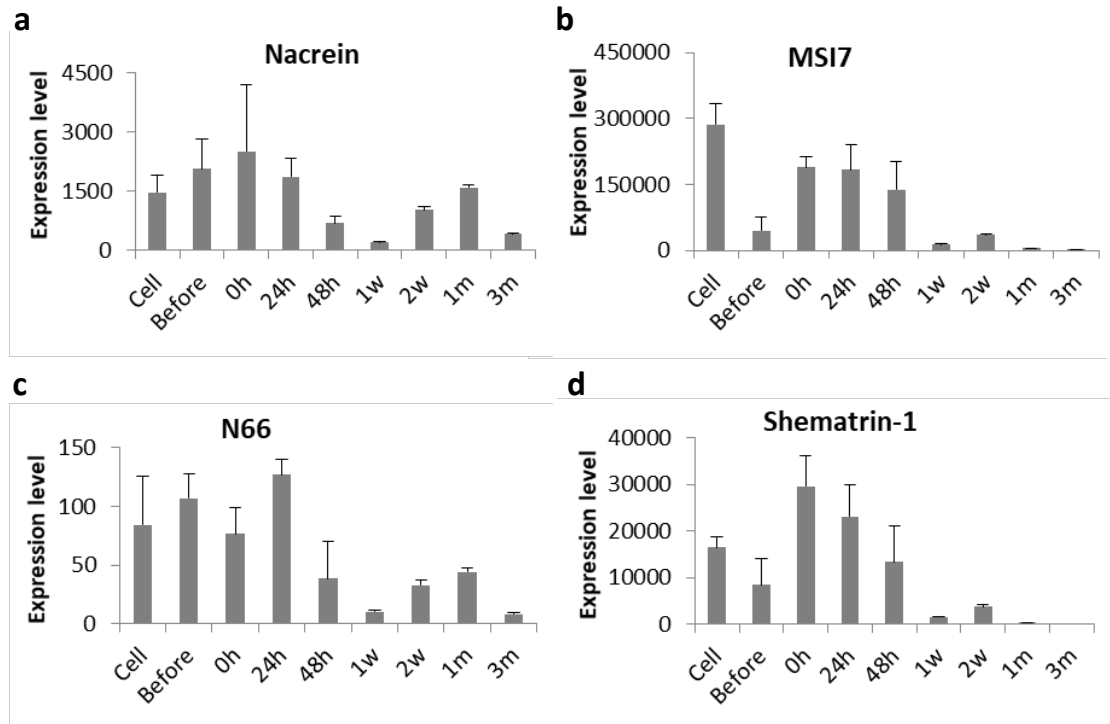 a
Nacrein
Expression level
4500
3000
1500
0
Cell Before 0h 24h 48h 1w 2w 1m 3m
b
MSI7
Expression level
450000
300000
150000
0
Cell Before 0h 24h 48h 1w 2w 1m 3m
c
N66
Expression level
150
100
50
0
Cell Before 0h 24h 48h 1w 2w 1m 3m
d
Shematrin-1
Expression level
40000
30000
20000
10000
0
Cell Before 0h 24h 48h 1w 2w 1m 3m